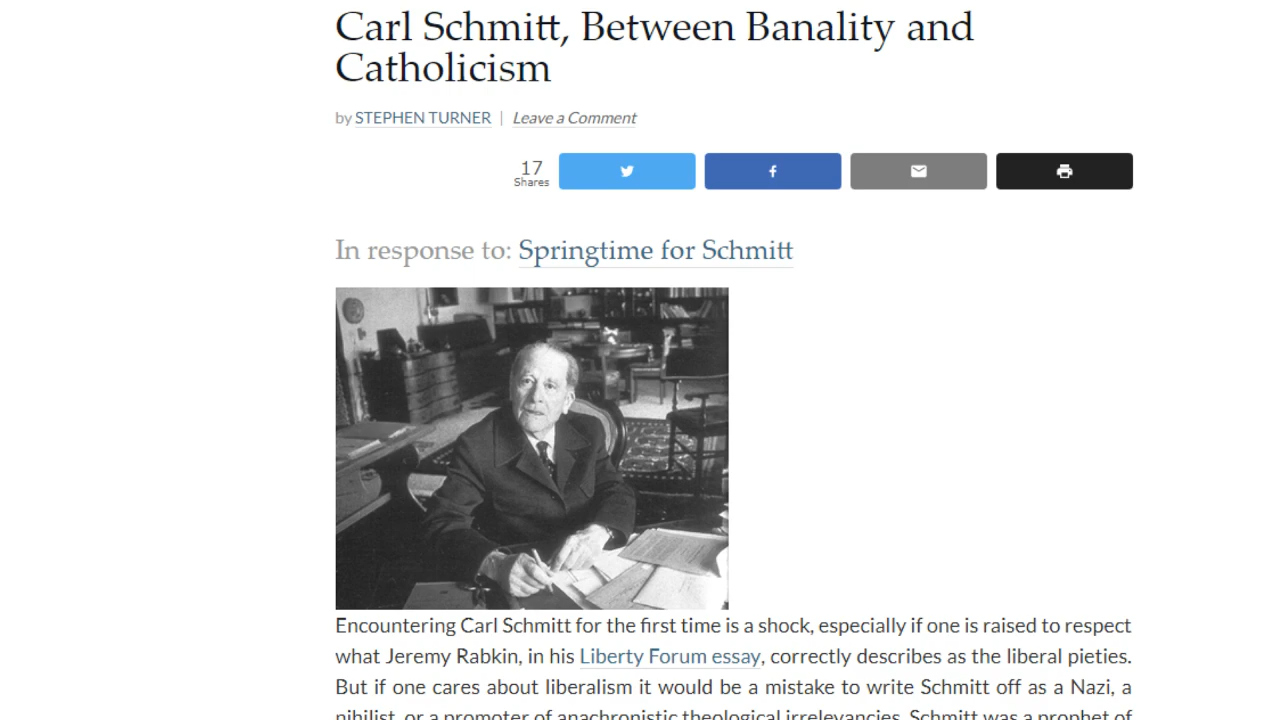 Carl Schmitt, Between Banality and
Catholicism
by STEPHEN TURNER | Leave a Comment
17
Shares
In response to: Springtime for Schmitt
Encountering Carl Schmitt for the first time is a shock, especially if one is raised to respect
what Jeremy Rabkin, in his Liberty Forum essay, correctly describes as the liberal pieties.
But if one cares about liberalism it would be a mistake to write Schmitt off as a Nazi, a
nihilist, or a promoter of anachronistic theological irrelevancies. Schmitt was a prophet of